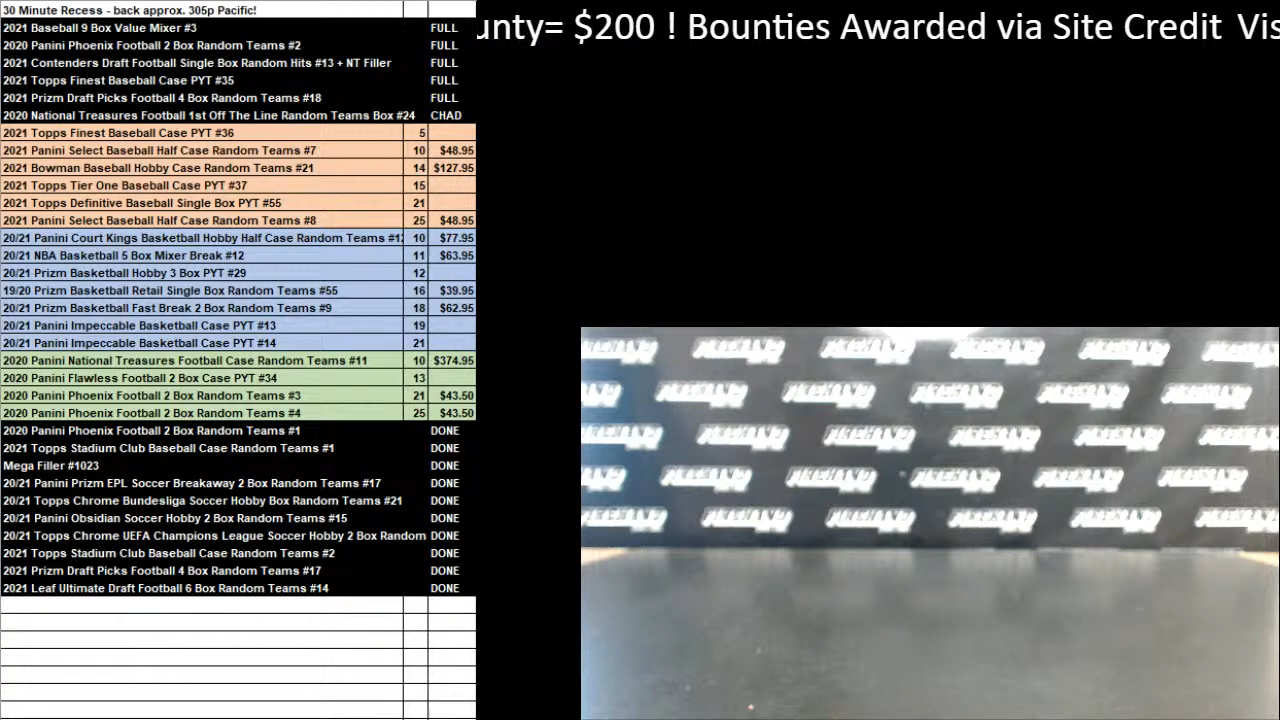 30 Minute Recess - back approx. 305p Pacific!
2021 Baseball 9 Box Value Mixer #3 FULL
2020 Panini Phoenix Football 2 Box Random Teams #2 FULL
2021 Contenders Draft Football Single Box Random Hits #13 + NT Filler FULL
2021 Topps Finest Baseball Case PYT #35 FULL
2021 Prizm Draft Picks Football 4 Box Random Teams #18 FULL
2020 National Treasures Football 1st Off The Line Random Teams Box #24 CHAD
2021 Topps Finest Baseball Case PYT #36 5
2021 Panini Select Baseball Half Case Random Teams #7 10 $48.95
2021 Bowman Baseball Hobby Case Random Teams #21 14 $127.95
2021 Topps Tier One Baseball Case PYT #37 15
2021 Topps Definitive Baseball Single Box PYT #55 21
2021 Panini Select Baseball Half Case Random Teams #8 25 $48.95
20/21 Panini Court Kings Basketball Hobby Half Case Random Teams 10 $77.95
20/21 NBA Basketball 5 Box Mixer Break #12 11 $63.95
20/21 Prizm Basketball Hobby 3 Box PYT #29 12
19/20 Prizm Basketball Retail Single Box Random Teams #55 16 $39.95
20/21 Prizm Basketball Fast Break 2 Box Random Teams #9 18 $62.95
20/21 Panini Impeccable Basketball Case PYT #13 19
20/21 Panini Impeccable Basketball Case PYT #14 21
2020 Panini National Treasures Football Case Random Teams #11 10 $374.95
2020 Panini Flawless Football 2 Box Case PYT #34 13
2020 Panini Phoenix Football 2 Box Random Teams #3 21 $43.50
2020 Panini Phoenix Football 2 Box Random Teams #4 25 $43.50
2020 Panini Phoenix Football 2 Box Random Teams #1 DONE
2021 Topps Stadium Club Baseball Case Random Teams #1 DONE
Mega Filler #1023 DONE
20/21 Panini Prizm EPL Soccer Breakaway 2 Box Random Teams #17 DONE
20/21 Topps Chrome Bundesliga Soccer Hobby Box Random Teams #21 DONE
20/21 Panini Obsidian Soccer Hobby 2 Box Random Teams #15 DONE
20/21 Topps Chrome UEFA Champions League Soccer Hobby 2 Box Random DONE
2021 Topps Stadium Club Baseball Case Random Teams #2 DONE
2021 Prizm Draft Picks Football 4 Box Random Teams #17 DONE
2021 Leaf Ultimate Draft Football 6 Box Random Teams #14 DONE
unty= $200 ! Bounties Awarded via Site Credit Vis